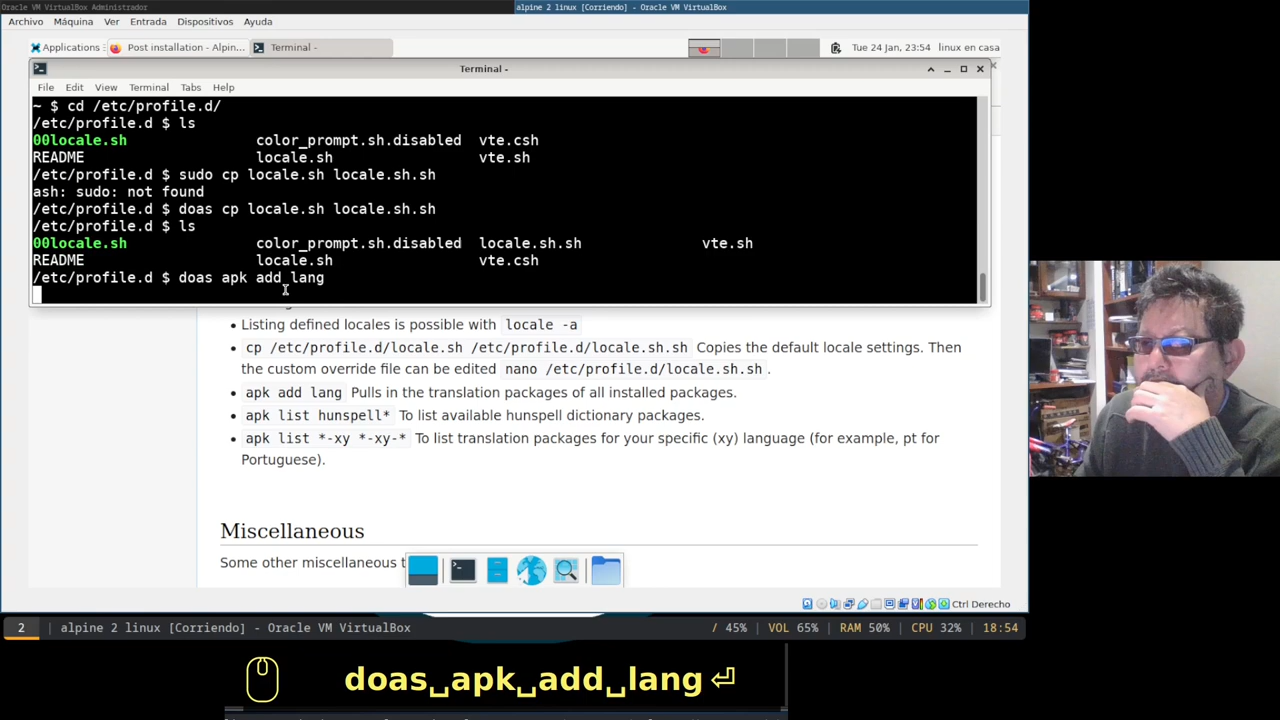 Oracle VM VirtualBox Administrador
alpine 2 linux [Corriendo] - Oracle VM VirtualBox
Archivo Máquina Ver Entrada Dispositivos Ayuda
Applications Post installation - Alpin... Terminal - Tue 24 Jan, 23:54 linux en casa
Terminal -
File Edit View Terminal Tabs Help
~ $ cd /etc/profile.d/
/etc/profile.d $ ls
00locale.sh color_prompt.sh.disabled vte.csh
README locale.sh vte.sh
/etc/profile.d $ sudo cp locale.sh locale.sh.sh
ash: sudo: not found
/etc/profile.d $ doas cp locale.sh locale.sh.sh
/etc/profile.d $ ls
00locale.sh color_prompt.sh.disabled locale.sh.sh vte.sh
README locale.sh vte.csh
/etc/profile.d $ doas apk add lang
Listing defined locales is possible with locale -a
cp /etc/profile.d/locale.sh /etc/profile.d/locale.sh.sh Copies the default locale settings. Then
the custom override file can be edited nano /etc/profile.d/locale.sh.sh .
apk add lang Pulls in the translation packages of all installed packages.
apk list hunspell* To list available hunspell dictionary packages.
apk list *-xy *-xy-* To list translation packages for your specific (xy) language (for example, pt for
Portuguese).
Miscellaneous
Some other miscellaneous
Ctrl Derecho
2 | alpine 2 linux [Corriendo] - Oracle VM VirtualBox / 45% | VOL 65% | RAM 50% | CPU 32% | 18:54
doas␣apk␣add␣lang⏎